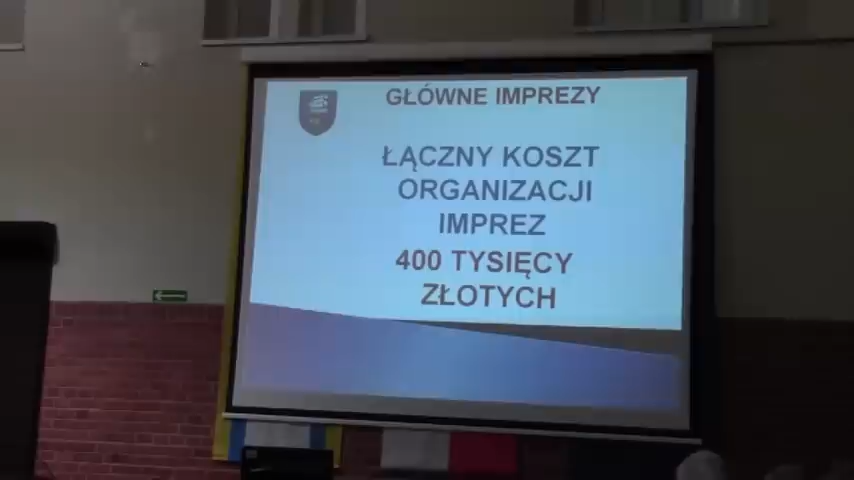 GŁÓWNE IMPREZY
ŁĄCZNY KOSZT
ORGANIZACJI
IMPREZ
400 TYSIĘCY
ZŁOTYCH